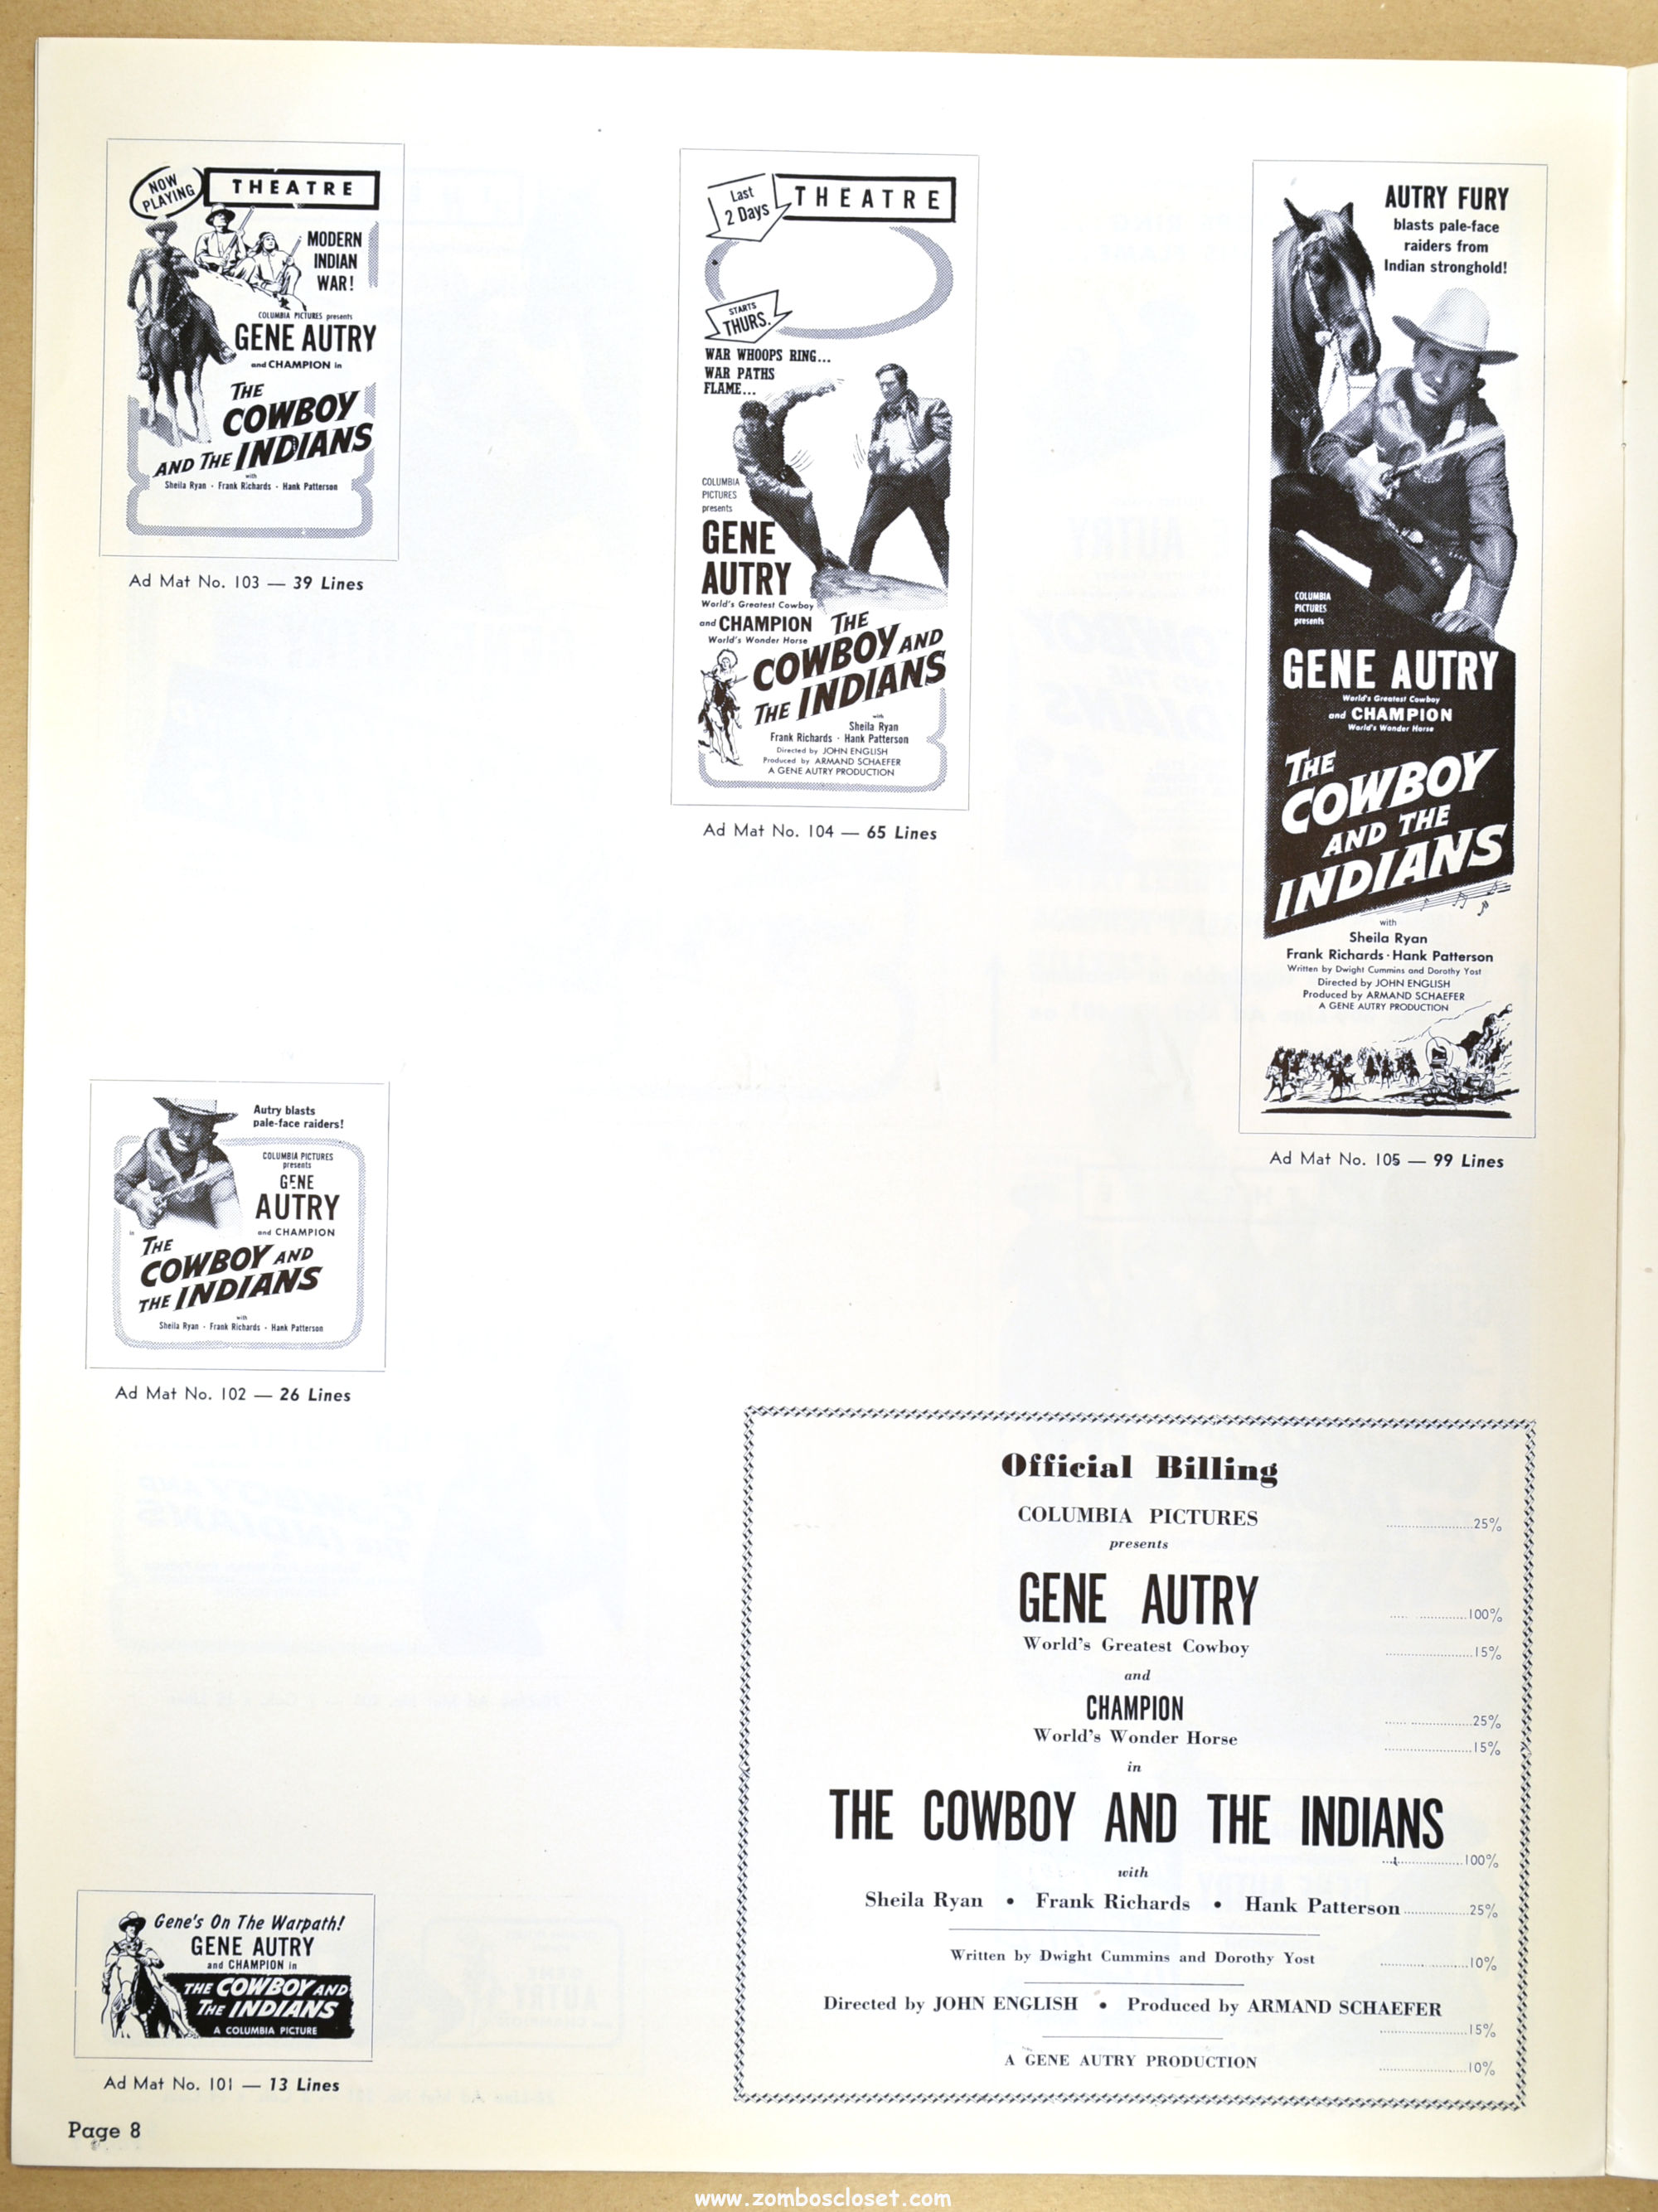 NOW
PLAYING
THEATRE
MODERN
INDIAN
WAR!
COLUMBIA PICTURES presents
GENE AUTRY
and CHAMPION in
THE
COWBOY
AND THE INDIANS
with
Sheila Ryan - Frank Richards - Hank Patterson
Ad Mat No. 103 — 39 Lines
Last
2 Days
THEATRE
STARTS
THURS.
WAR WHOOPS RING...
WAR PATHS
FLAME...
COLUMBIA
PICTURES
presents
GENE
AUTRY
World's Greatest Cowboy
and CHAMPION
World's Wonder Horse
THE
COWBOY AND
THE INDIANS
with
Sheila Ryan
Frank Richards - Hank Patterson
Directed by JOHN ENGLISH
Produced by ARMAND SCHAEFER
A GENE AUTRY PRODUCTION
Ad Mat No. 104 — 65 Lines
AUTRY FURY
blasts pale-face
raiders from
Indian stronghold!
COLUMBIA
PICTURES
presents
GENE AUTRY
World's Greatest Cowboy
and CHAMPION
World's Wonder Horse
THE
COWBOY
AND THE
INDIANS
with
Sheila Ryan
Frank Richards · Hank Patterson
Written by Dwight Cummins and Dorothy Yost
Directed by JOHN ENGLISH
Produced by ARMAND SCHAEFER
A GENE AUTRY PRODUCTION
Ad Mat No. 105 — 99 Lines
Autry blasts
pale-face raiders!
COLUMBIA PICTURES
presents
GENE
AUTRY
and CHAMPION
in
THE
COWBOY AND
THE INDIANS
with
Sheila Ryan - Frank Richards - Hank Patterson
Ad Mat No. 102 — 26 Lines
Gene's On The Warpath!
GENE AUTRY
and CHAMPION in
THE COWBOY AND
THE INDIANS
A COLUMBIA PICTURE
Ad Mat No. 101 — 13 Lines
Official Billing
COLUMBIA PICTURES 25%
presents
GENE AUTRY 100%
World's Greatest Cowboy 15%
and
CHAMPION 25%
World's Wonder Horse 15%
in
THE COWBOY AND THE INDIANS
100%
with
Sheila Ryan • Frank Richards • Hank Patterson 25%
Written by Dwight Cummins and Dorothy Yost 10%
Directed by JOHN ENGLISH • Produced by ARMAND SCHAEFER
15%
A GENE AUTRY PRODUCTION 10%
Page 8
www.zomboscloset.com